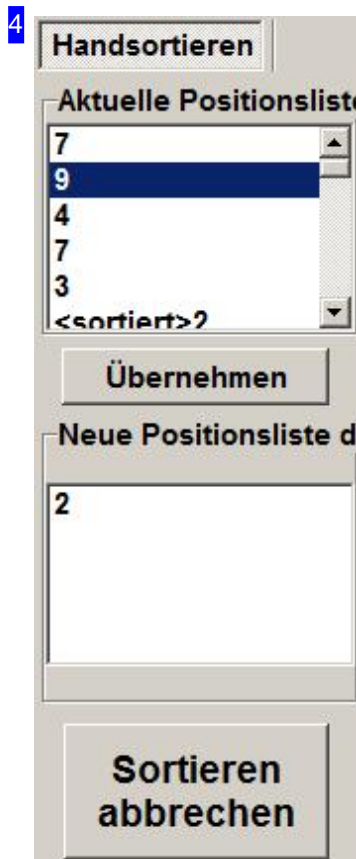 4
Handsortieren
Aktuelle Positionsliste
7
9
4
7
3
<sortiert>2
Übernehmen
Neue Positionsliste d
2
Sortieren
abbrechen